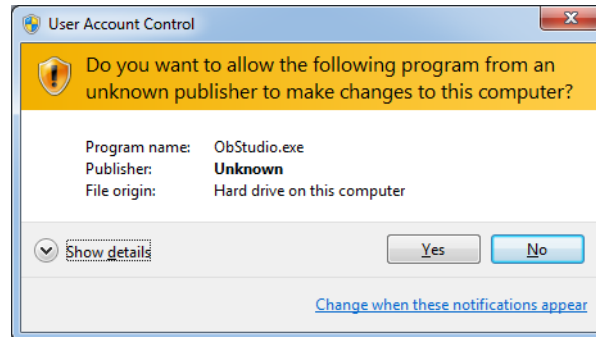 User Account Control
Do you want to allow the following program from an
unknown publisher to make changes to this computer?
Program name: ObStudio.exe
Publisher: Unknown
File origin: Hard drive on this computer
Show details
Yes
No
Change when these notifications appear